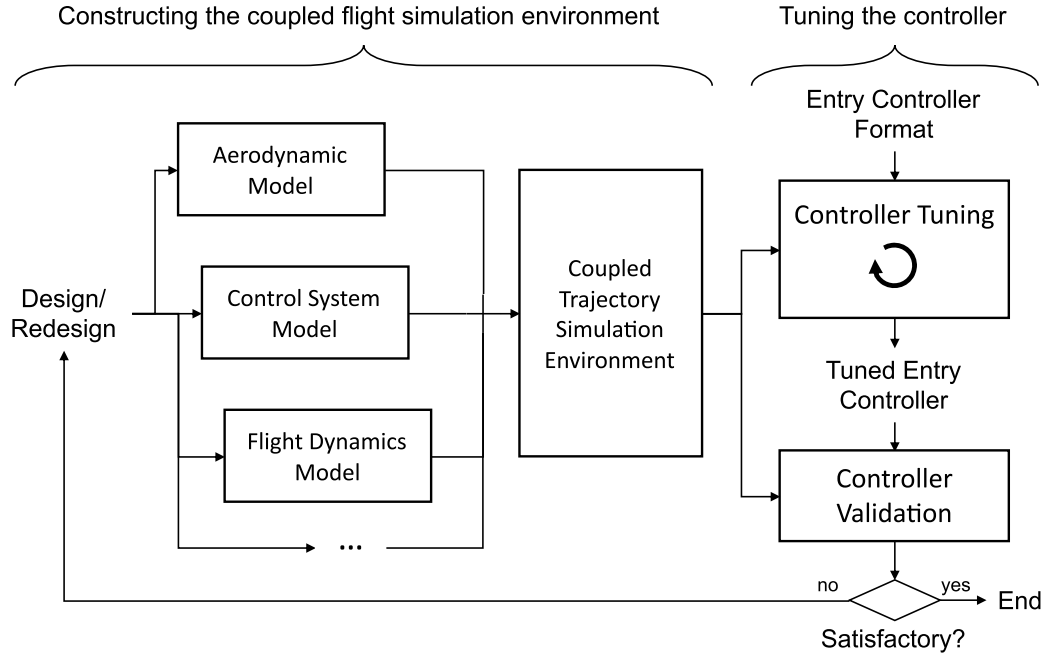 Constructing the coupled flight simulation environment
Tuning the controller
Entry Controller
Format
Aerodynamic
Model
Controller Tuning
Design/
Redesign
Control System
Model
Coupled
Trajectory
Simulation
Environment
Tuned Entry
Controller
Flight Dynamics
Model
Controller
Validation
...
no
yes
End
Satisfactory?